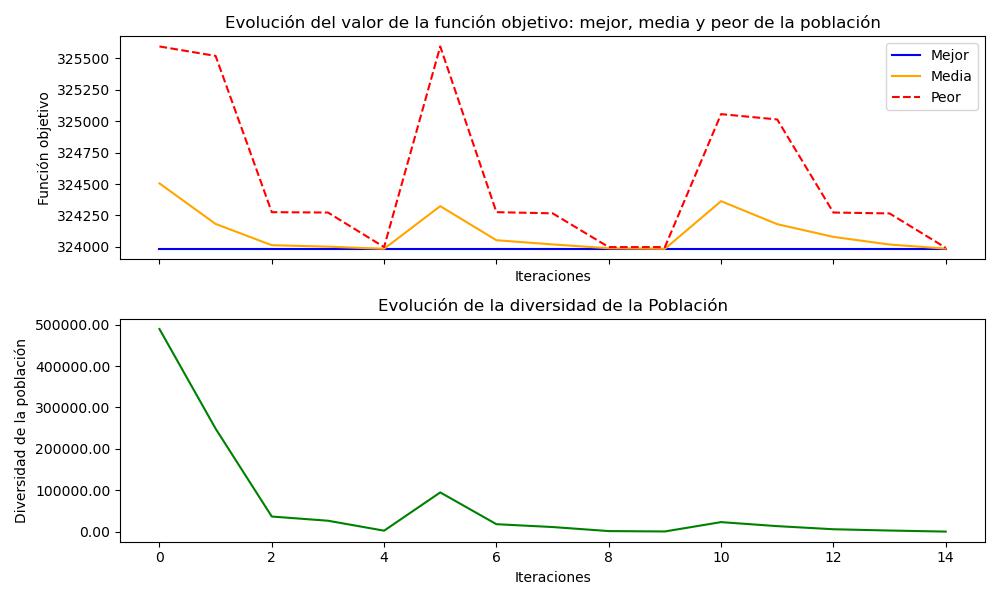 Evolución del valor de la función objetivo: mejor, media y peor de la población
Función objetivo
325500
325250
325000
324750
324500
324250
324000
Mejor
Media
Peor
Iteraciones
Evolución de la diversidad de la Población
Diversidad de la población
500000.00
400000.00
300000.00
200000.00
100000.00
0.00
0 2 4 6 8 10 12 14
Iteraciones